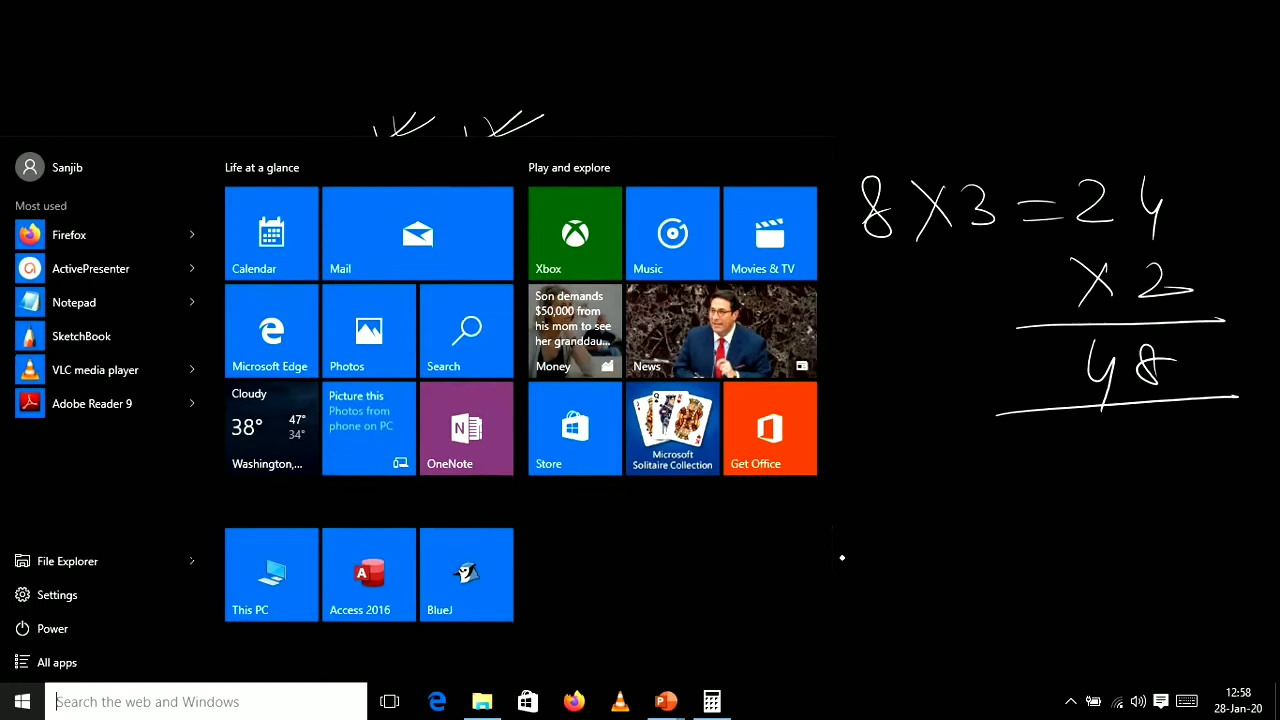 Sanjib
Most used
Firefox
ActivePresenter
Notepad
SketchBook
VLC media player
Adobe Reader 9
File Explorer
Settings
Power
All apps
Life at a glance
Calendar
Mail
Microsoft Edge
Photos
Search
Cloudy
38° 47°
34°
Washington,...
Picture this
Photos from
phone on PC
OneNote
This PC
Access 2016
BlueJ
Play and explore
Xbox
Music
Movies & TV
Son demands
$50,000 from
his mom to see
her granddau...
Money
News
Store
Microsoft
Solitaire Collection
Get Office
8 X 3 = 24
X 2
48
Search the web and Windows
12:58
28-Jan-20